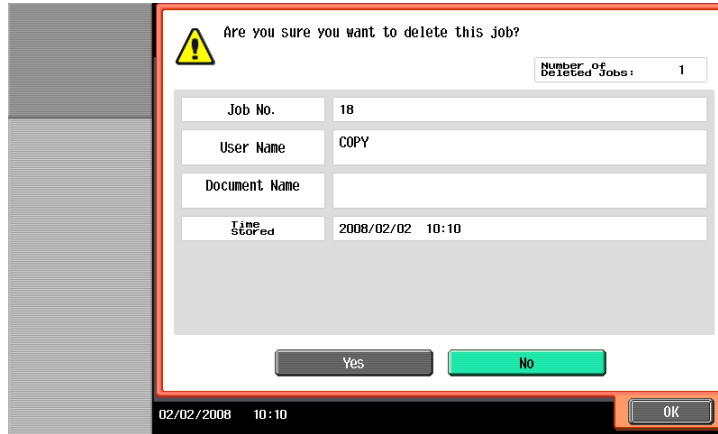 Are you sure you want to delete this job?
Number of
Deleted Jobs: 1
Job No. 18
User Name COPY
Document Name
Time
Stored 2008/02/02 10:10
Yes No
02/02/2008 10:10 OK